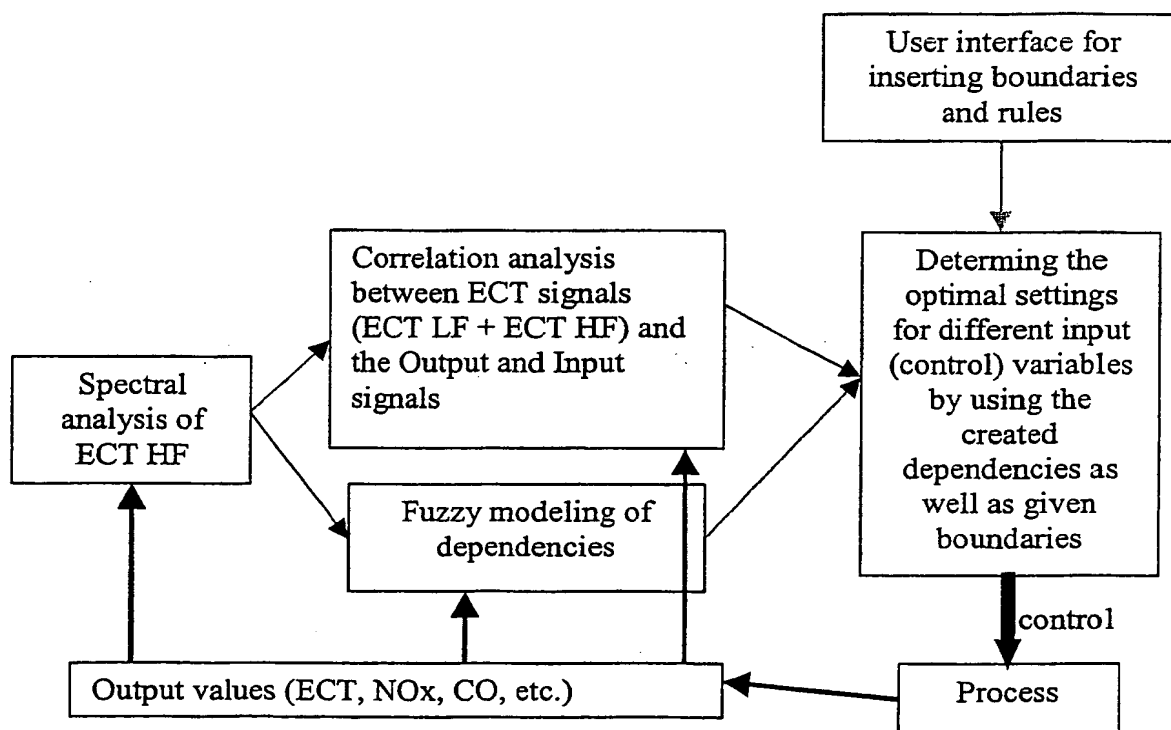 User interface for
inserting boundaries
and rules
Correlation analysis
between ECT signals
(ECT LF + ECT HF) and
the Output and Input
signals
Determing the
optimal settings
for different input
(control) variables
by using the
created
dependencies as
well as given
boundaries
Spectral
analysis of
ECT HF
Fuzzy modeling of
dependencies
control
Output values (ECT, NOx, CO, etc.)
Process